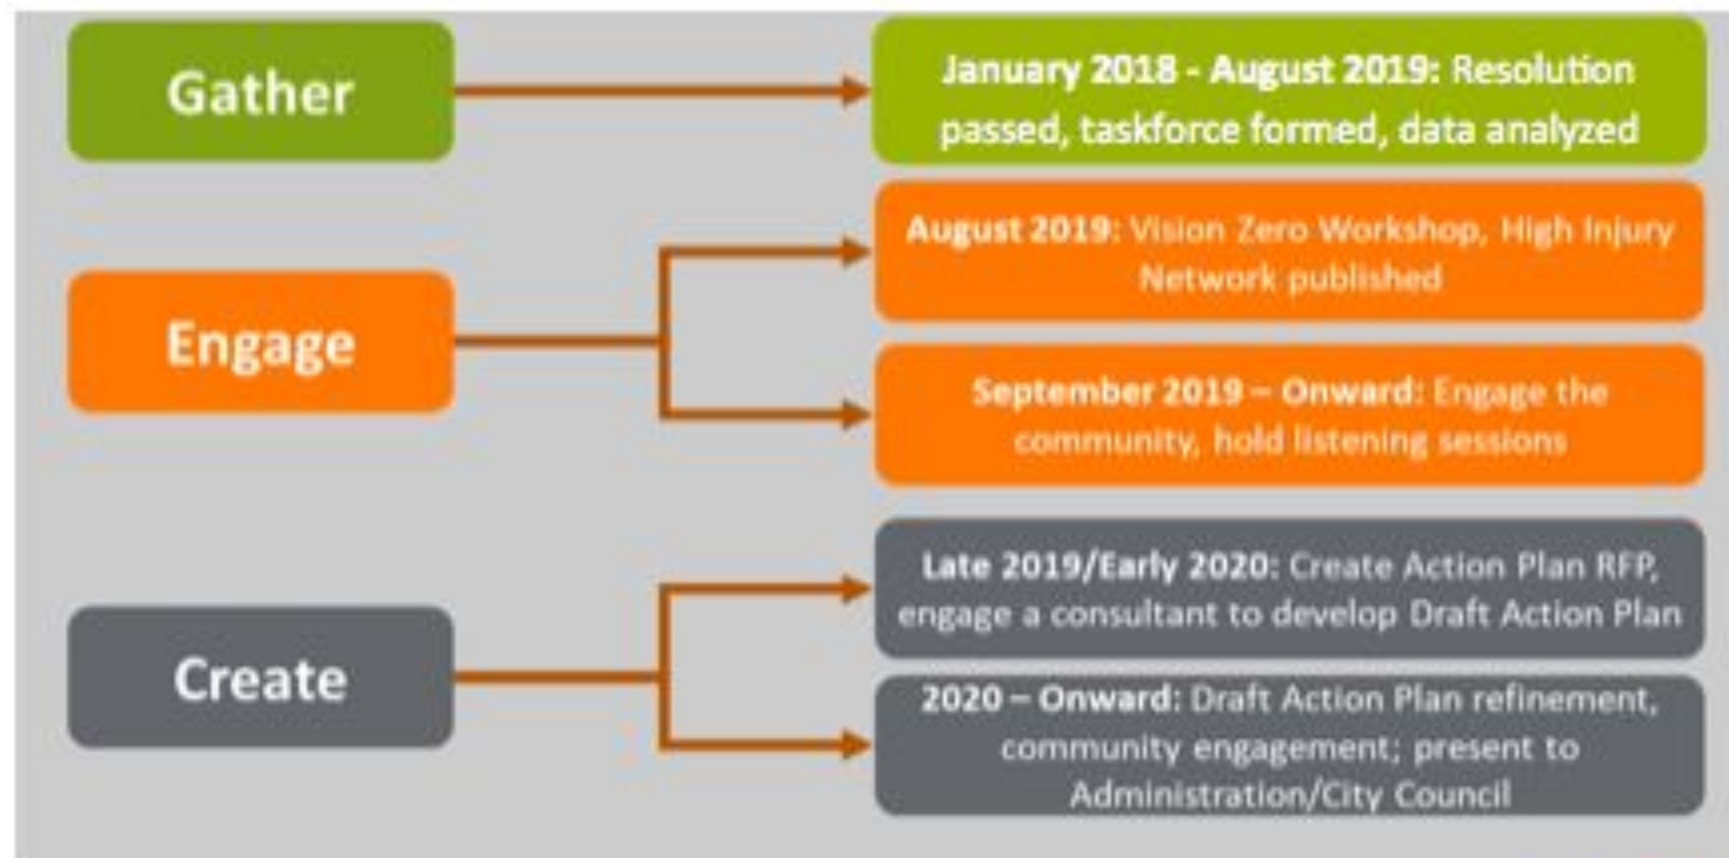 Gather
January 2018 - August 2019: Resolution
passed, taskforce formed, data analyzed
Engage
August 2019: Vision Zero Workshop, High Injury
Network published
September 2019 – Onward: Engage the
community, hold listening sessions
Create
Late 2019/Early 2020: Create Action Plan RFP,
engage a consultant to develop Draft Action Plan
2020 – Onward: Draft Action Plan refinement,
community engagement; present to
Administration/City Council